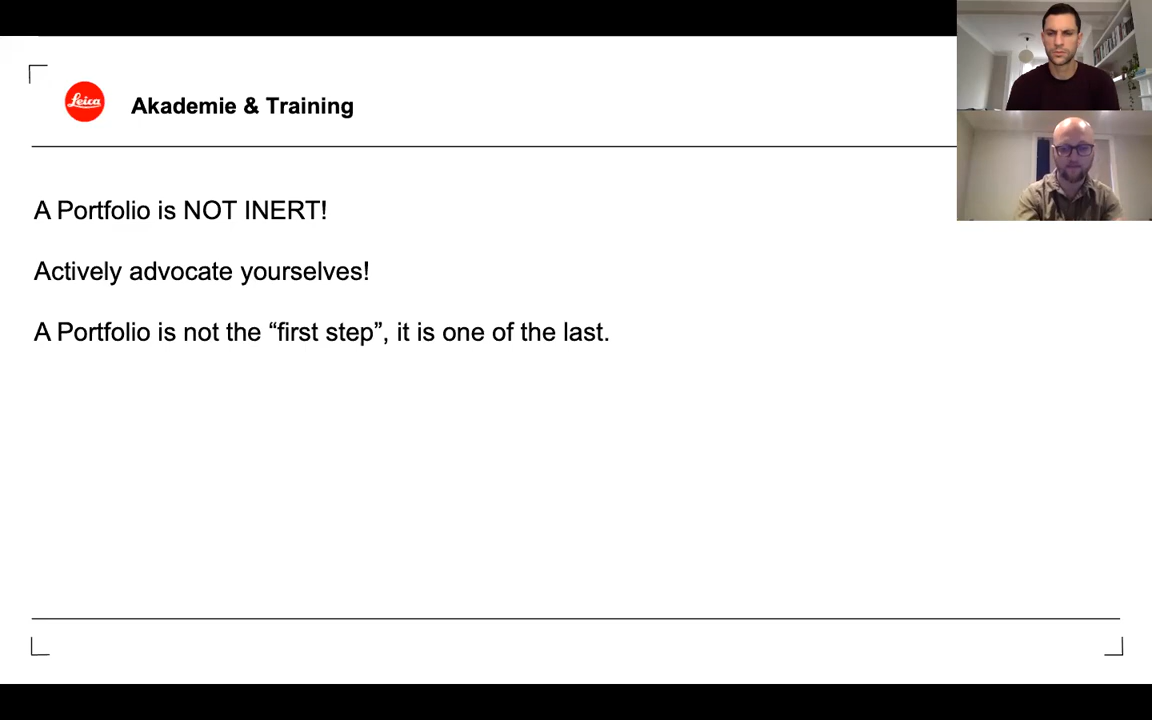 Leica
Akademie & Training
A Portfolio is NOT INERT!
Actively advocate yourselves!
A Portfolio is not the “first step”, it is one of the last.